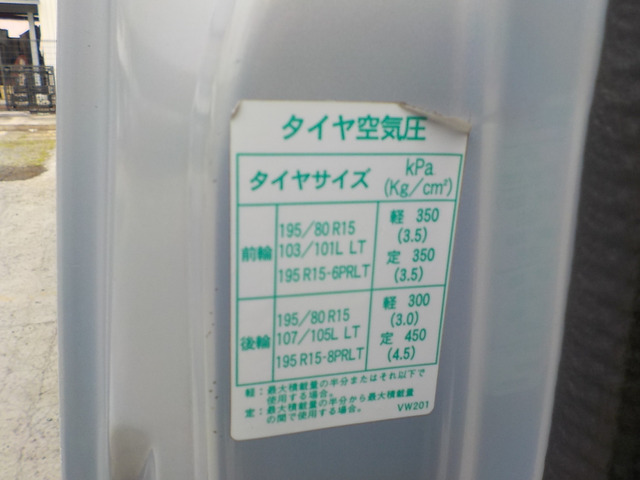 タイヤ空気圧
タイヤサイズ kPa
(Kg/cm²)
前輪
195/80 R15
103/101L LT
195 R15-6PRLT
軽 350
(3.5)
定 350
(3.5)
後輪
195/80 R15
107/105L LT
195 R15-8PRLT
軽 300
(3.0)
定 450
(4.5)
軽：最大積載量の半分またはそれ以下で
使用する場合。
定：最大積載量の半分から最大積載量
の間で使用する場合。
VW201